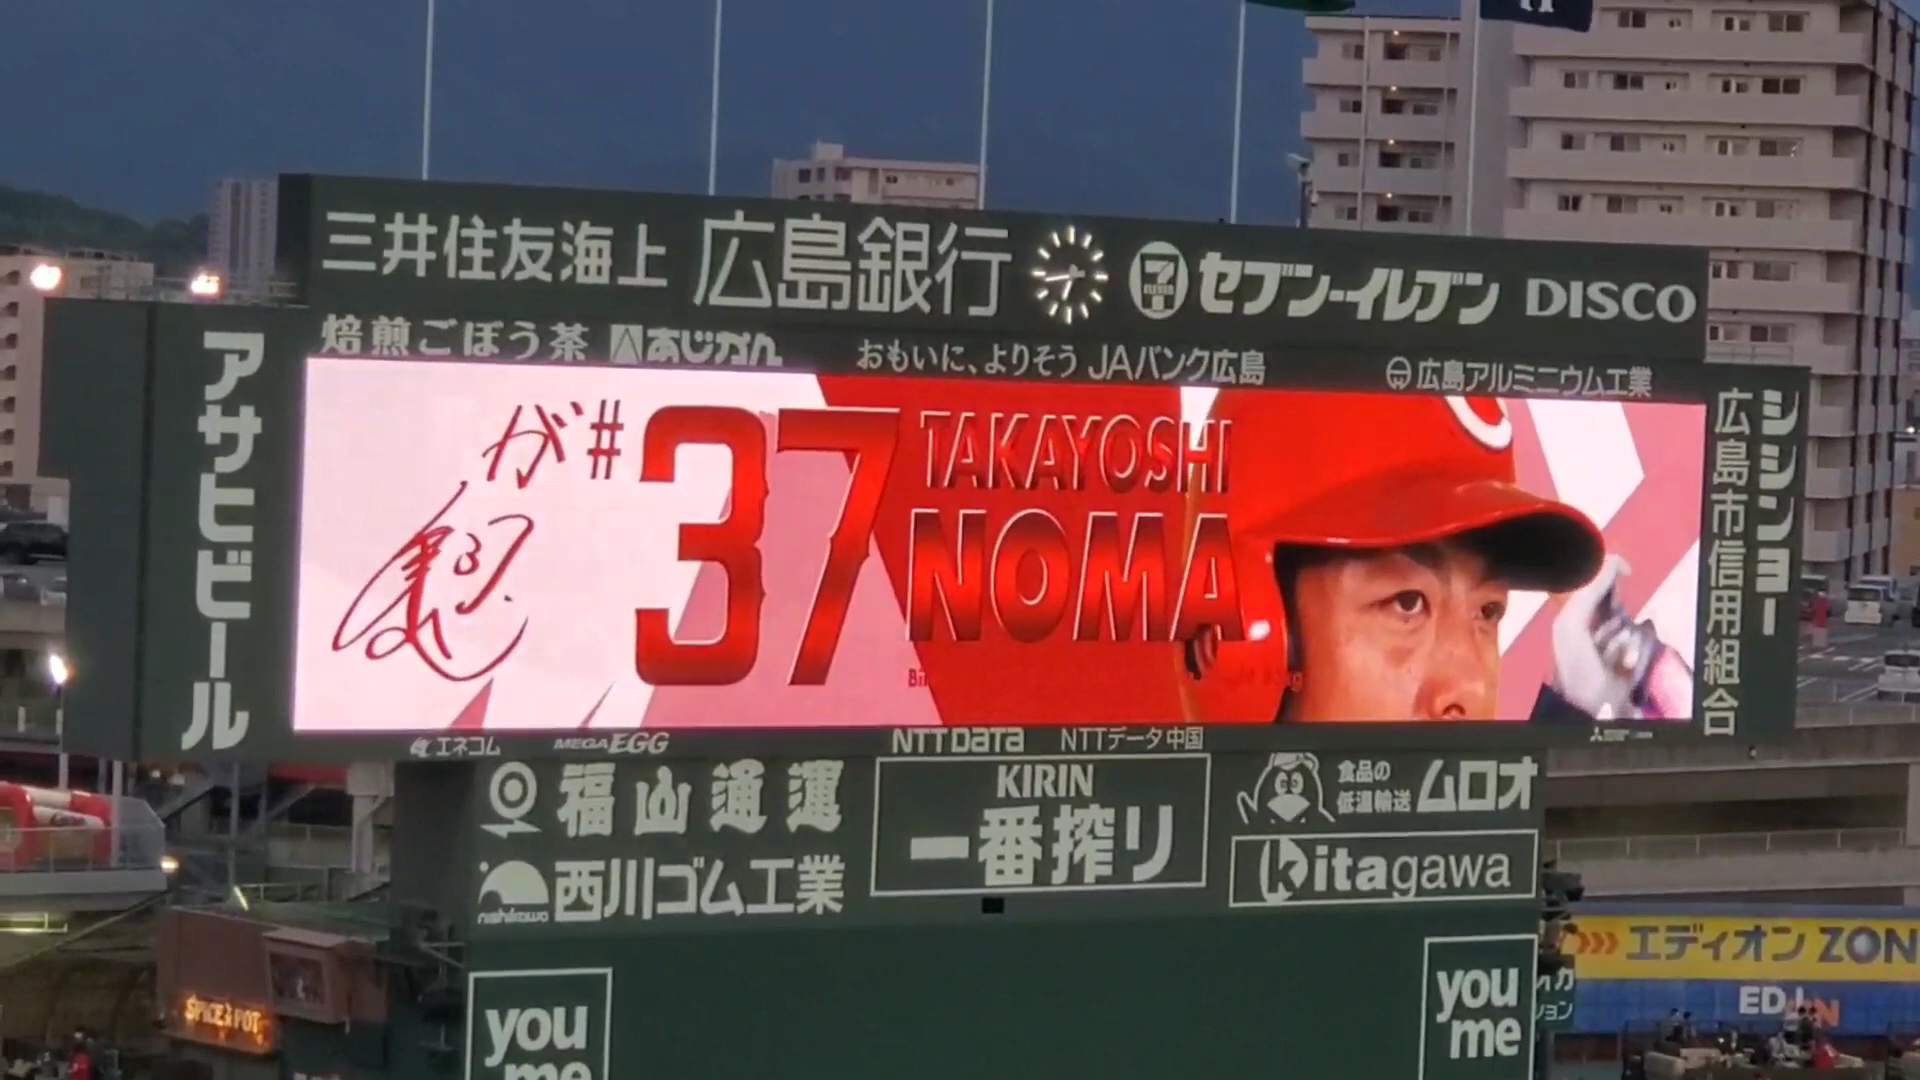 三井住友海上 広島銀行 7 ELEVEN セブン-イレブン DISCO
焙煎ごぼう茶 あじかん おもいに、よりそう JAバンク広島 広島アルミニウム工業
アサヒビール
が #37 TAKAYOSHI
NOMA
37.
シシンヨー
広島市信用組合
エネコム MEGA EGG NTT DATA NTTデータ中国
福山通運
KIRIN
一番搾り
食品の
低温輸送 ムロオ
nishikawa 西川ゴム工業
kitagawa
you
me
you
me
エディオン ZON
SPICE POT